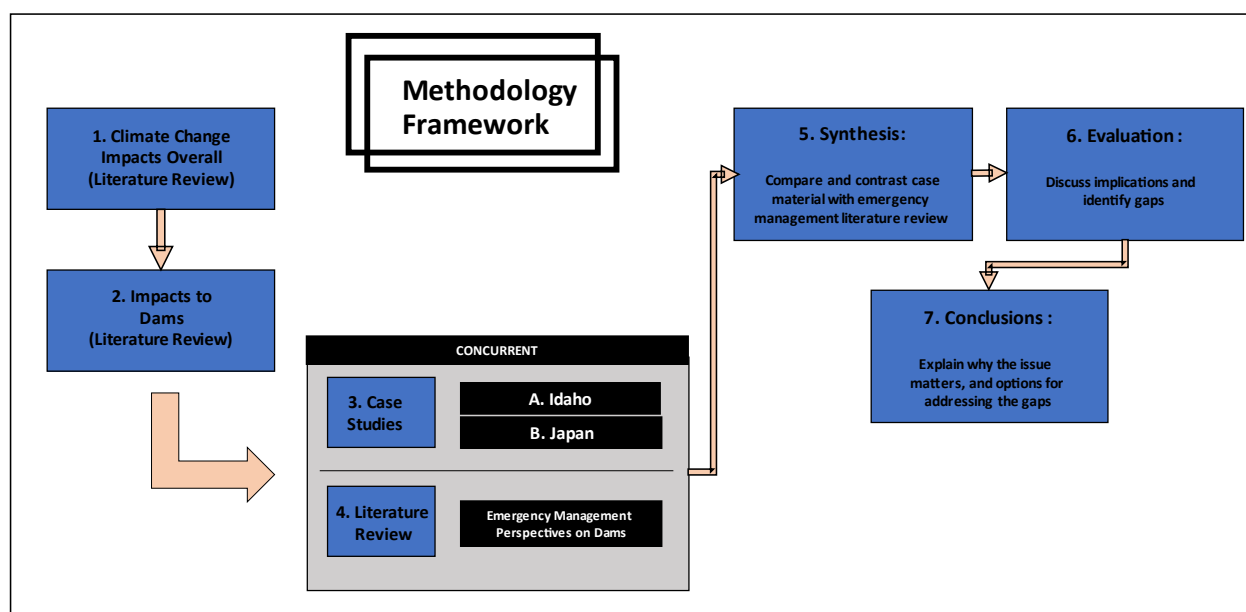 Methodology
Framework
1. Climate Change
Impacts Overall
(Literature Review)
2. Impacts to
Dams
(Literature Review)
CONCURRENT
3. Case
Studies
A. Idaho
B. Japan
4. Literature
Review
Emergency Management
Perspectives on Dams
5. Synthesis:
Compare and contrast case
material with emergency
management literature review
6. Evaluation :
Discuss implications and
identify gaps
7. Conclusions :
Explain why the issue
matters, and options for
addressing the gaps